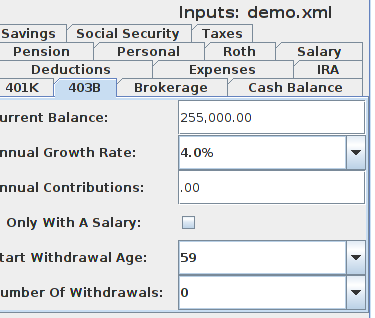 Inputs: demo.xml
Savings Social Security Taxes
Pension Personal Roth Salary
Deductions Expenses IRA
401K 403B Brokerage Cash Balance
urrent Balance: 255,000.00
nnual Growth Rate: 4.0%
nnual Contributions: .00
Only With A Salary:
tart Withdrawal Age: 59
umber Of Withdrawals: 0